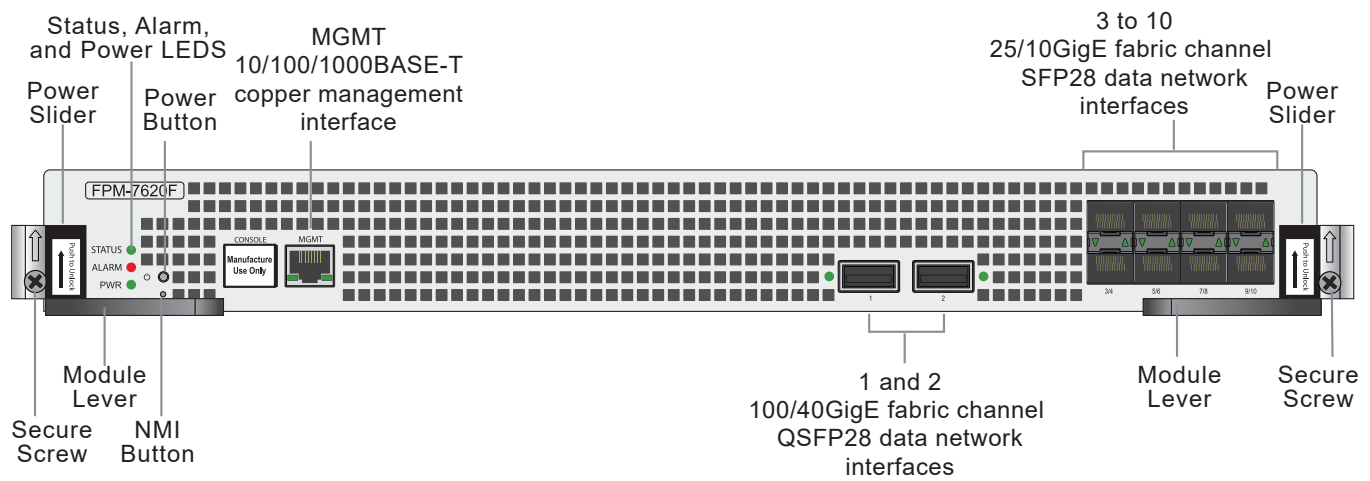 Status, Alarm,
and Power LEDS
MGMT
10/100/1000BASE-T
copper management
interface
3 to 10
25/10GigE fabric channel
SFP28 data network
interfaces
Power
Slider
Power
Button
Power
Slider
FPM-7620F
Push to Unlock
STATUS
ALARM
PWR
CONSOLE
Manufacture
Use Only
MGMT
1
2
3/4
5/6
7/8
9/10
Push to Unlock
Module
Lever
Secure
Screw
NMI
Button
1 and 2
100/40GigE fabric channel
QSFP28 data network
interfaces
Module
Lever
Secure
Screw